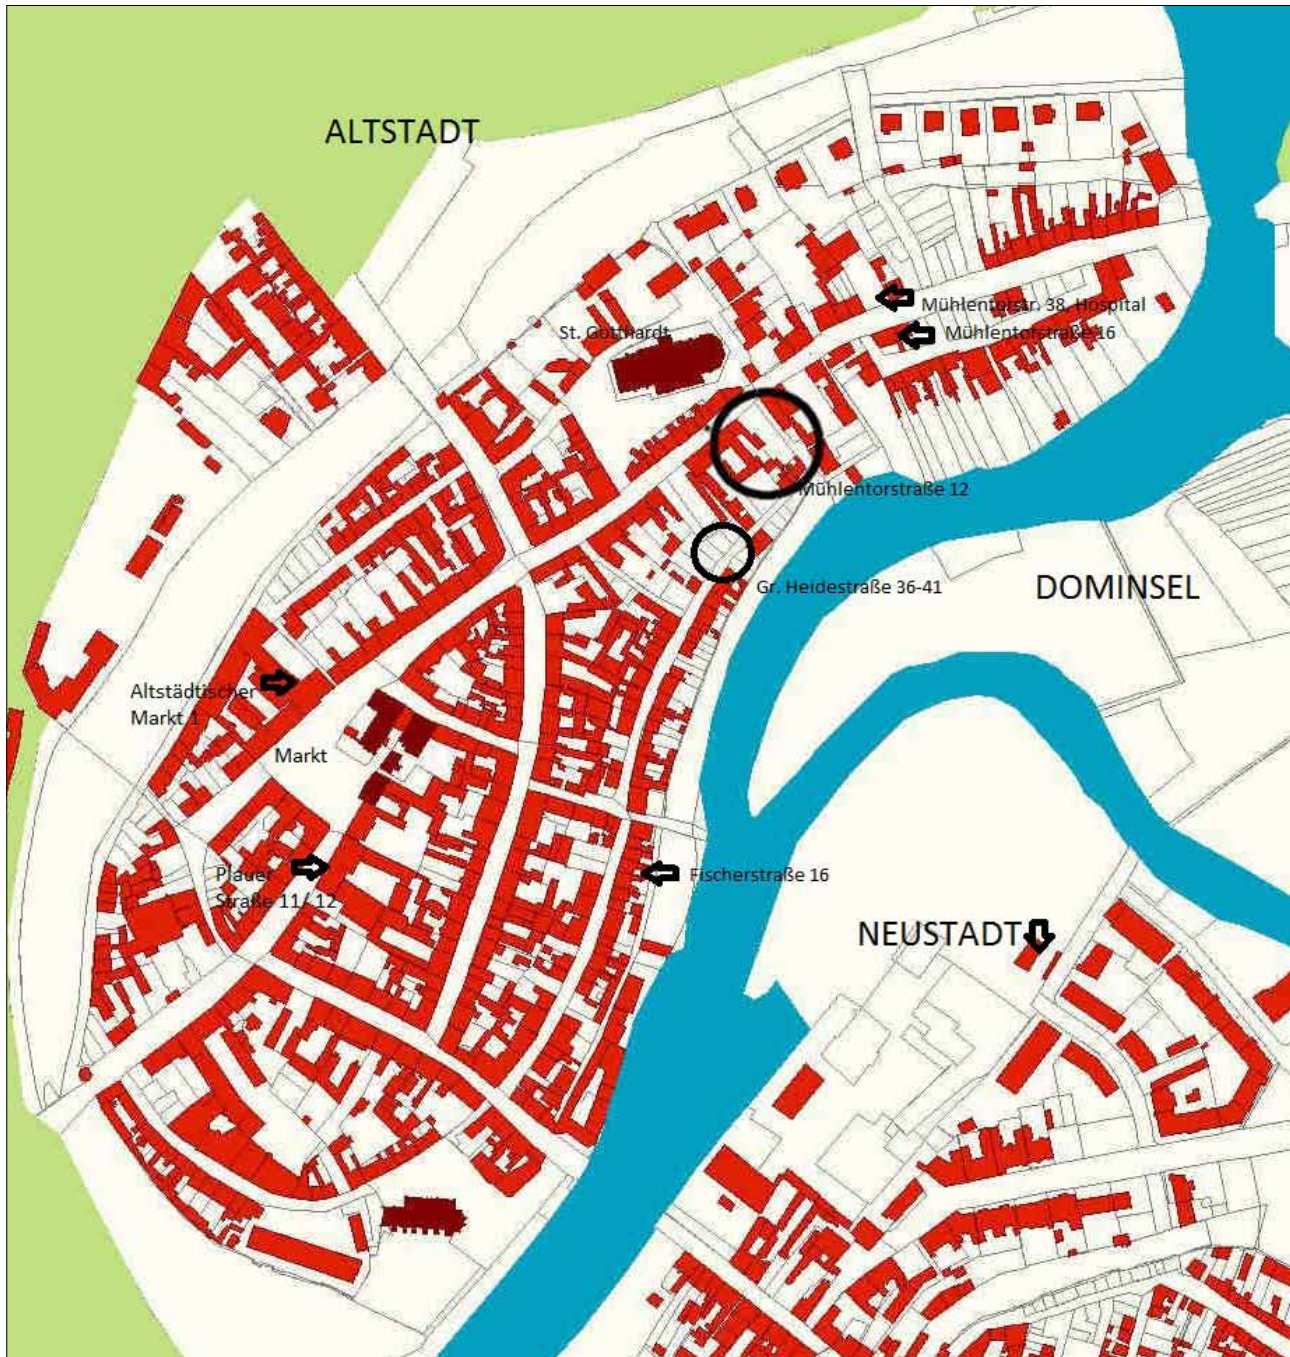 ALTSTADT
Mühlentorstr. 38, Hospital
St. Gotthardt
Mühlentorstraße 16
Mühlentorstraße 12
Gr. Heidestraße 36-41
DOMINSEL
Altstädtischer
Markt 1
Markt
Plauer
Straße 11/ 12
Fischerstraße 16
NEUSTADT